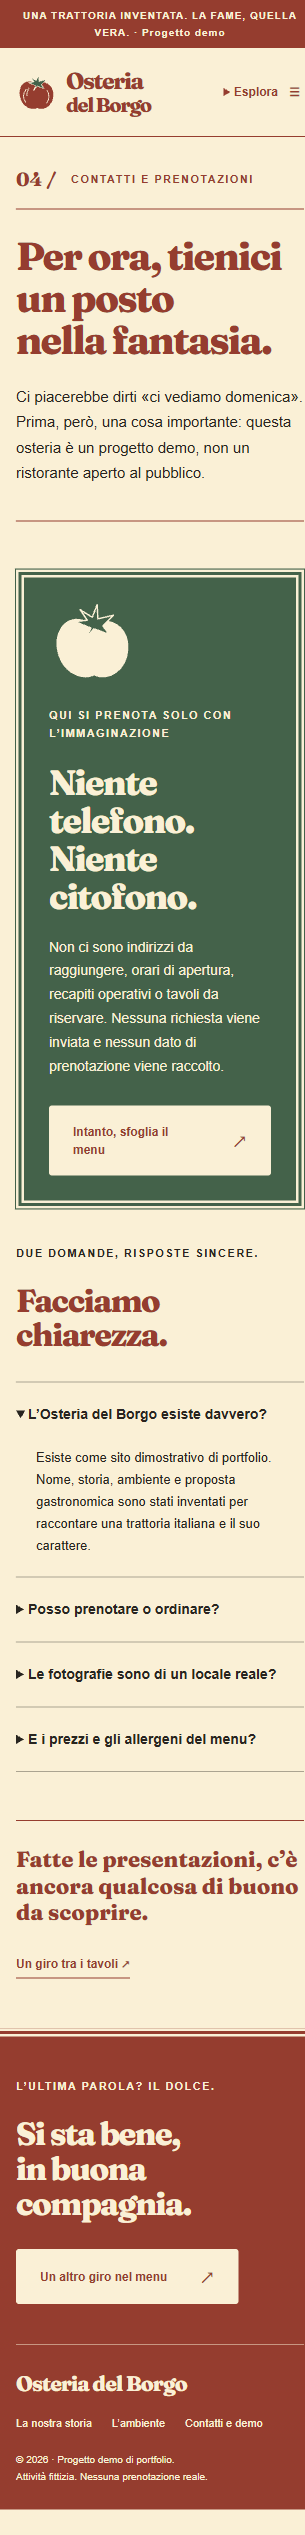 UNA TRATTORIA INVENTATA. LA FAME, QUELLA
VERA. · Progetto demo
Osteria
del Borgo
▶ Esplora ☰
04 / CONTATTI E PRENOTAZIONI
Per ora, tienici
un posto
nella fantasia.
Ci piacerebbe dirti «ci vediamo domenica».
Prima, però, una cosa importante: questa
osteria è un progetto demo, non un
ristorante aperto al pubblico.
QUI SI PRENOTA SOLO CON
L’IMMAGINAZIONE
Niente
telefono.
Niente
citofono.
Non ci sono indirizzi da
raggiungere, orari di apertura,
recapiti operativi o tavoli da
riservare. Nessuna richiesta viene
inviata e nessun dato di
prenotazione viene raccolto.
Intanto, sfoglia il
menu ↗
DUE DOMANDE, RISPOSTE SINCERE.
Facciamo
chiarezza.
▼ L’Osteria del Borgo esiste davvero?
Esiste come sito dimostrativo di portfolio.
Nome, storia, ambiente e proposta
gastronomica sono stati inventati per
raccontare una trattoria italiana e il suo
carattere.
▶ Posso prenotare o ordinare?
▶ Le fotografie sono di un locale reale?
▶ E i prezzi e gli allergeni del menu?
Fatte le presentazioni, c’è
ancora qualcosa di buono
da scoprire.
Un giro tra i tavoli ↗
L’ULTIMA PAROLA? IL DOLCE.
Si sta bene,
in buona
compagnia.
Un altro giro nel menu ↗
Osteria del Borgo
La nostra storia L’ambiente Contatti e demo
© 2026 · Progetto demo di portfolio.
Attività fittizia. Nessuna prenotazione reale.